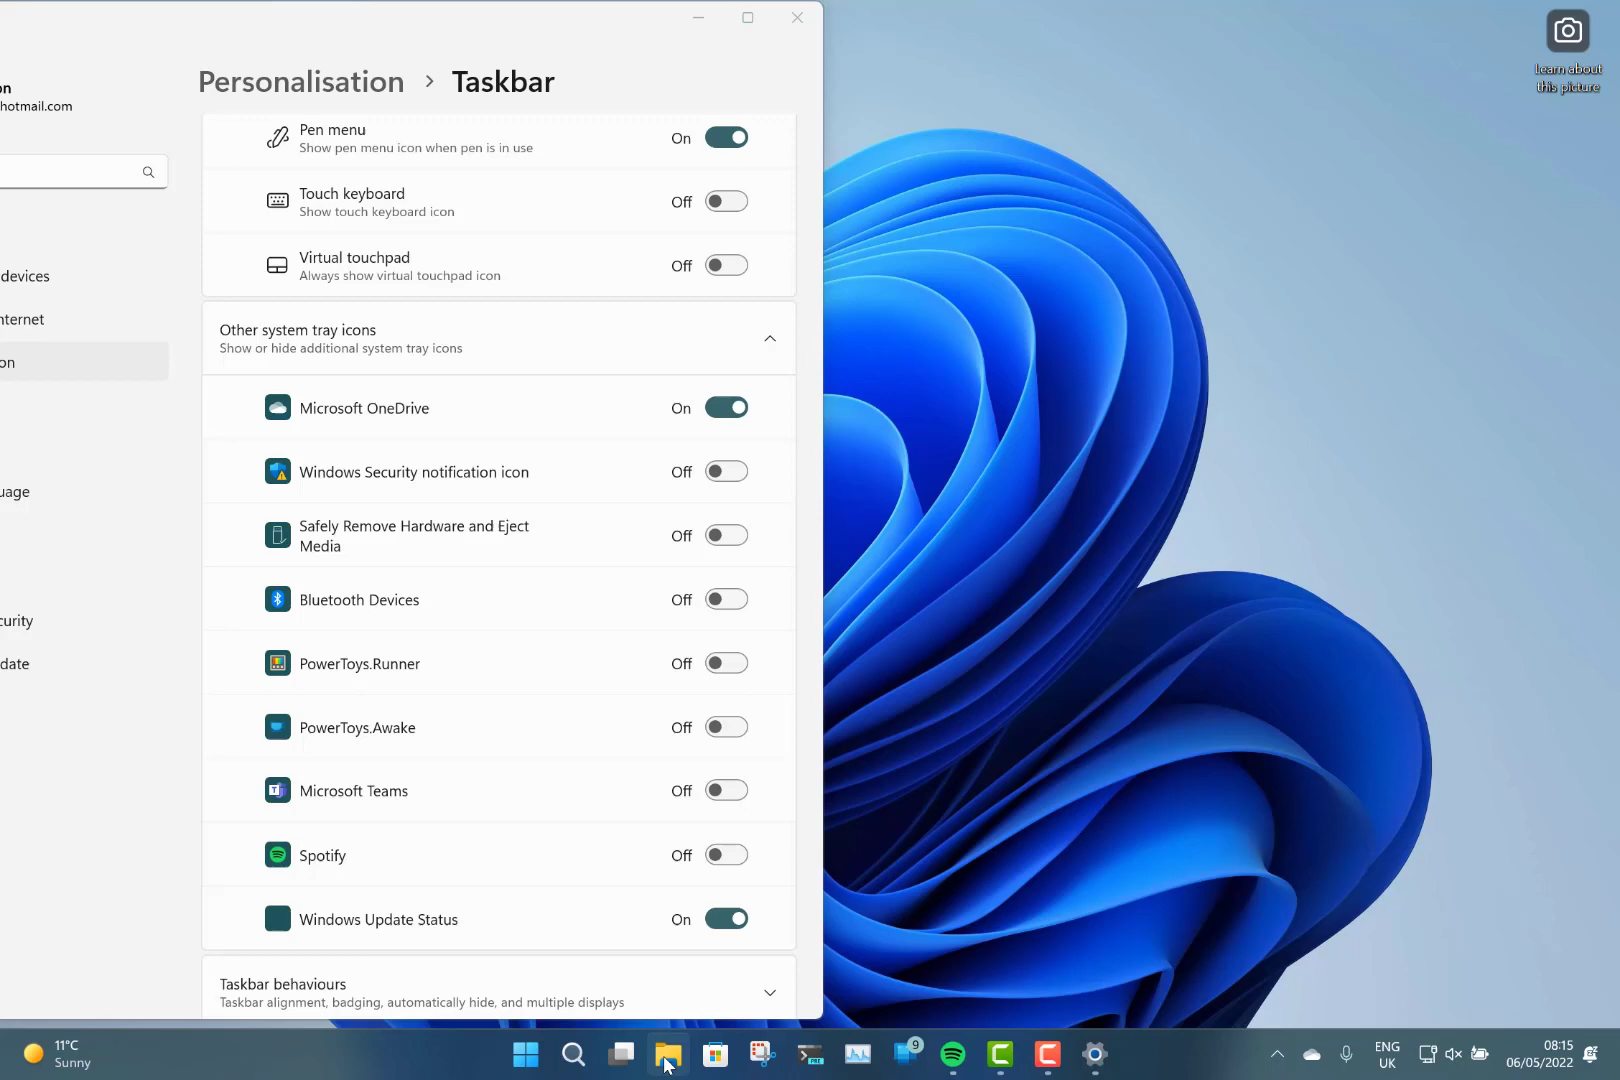 on
hotmail.com
devices
nternet
on
uage
curity
date
Personalisation > Taskbar
Pen menu
Show pen menu icon when pen is in use
On
Touch keyboard
Show touch keyboard icon
Off
Virtual touchpad
Always show virtual touchpad icon
Off
Other system tray icons
Show or hide additional system tray icons
Microsoft OneDrive
On
Windows Security notification icon
Off
Safely Remove Hardware and Eject
Media
Off
Bluetooth Devices
Off
PowerToys.Runner
Off
PowerToys.Awake
Off
Microsoft Teams
Off
Spotify
Off
Windows Update Status
On
Taskbar behaviours
Taskbar alignment, badging, automatically hide, and multiple displays
Learn about
this picture
11°C
Sunny
PRE
9
ENG
UK
08:15
06/05/2022